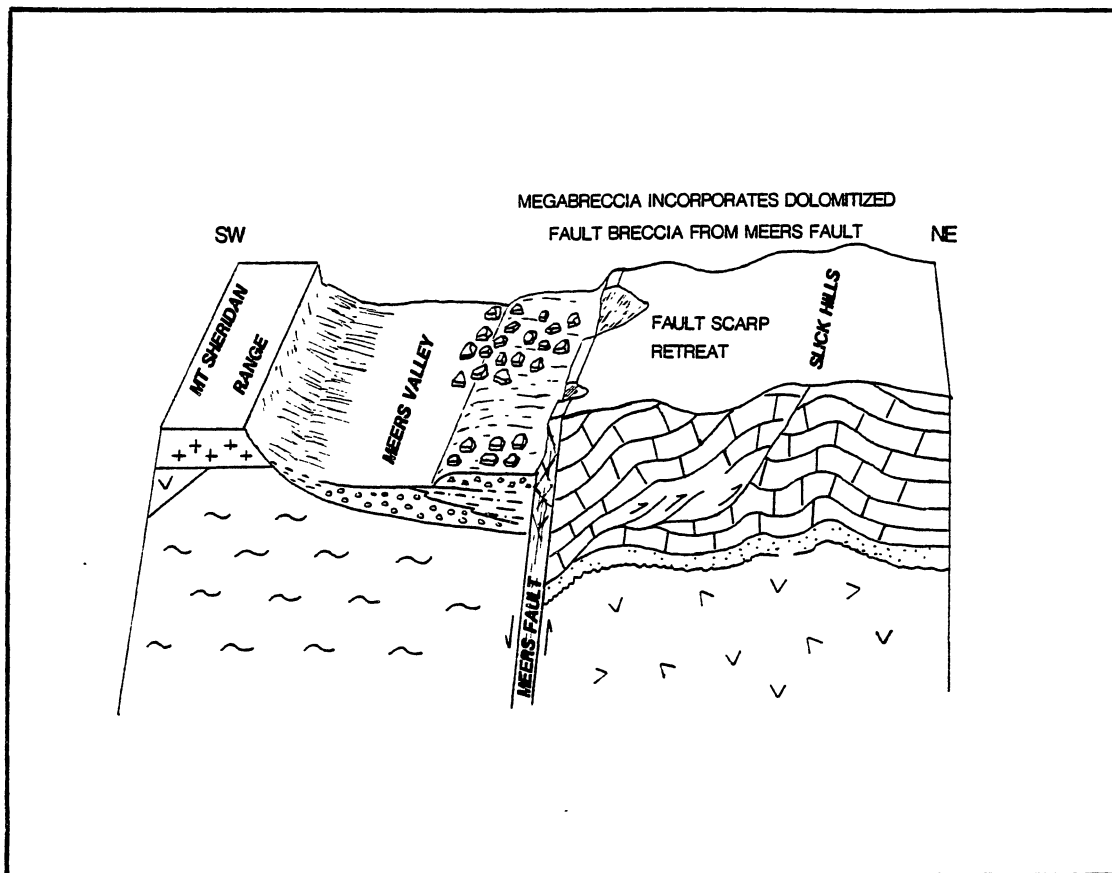 MEGABRECCIA INCORPORATES DOLOMITIZED
FAULT BRECCIA FROM MEERS FAULT
SW
NE
MT SHERIDAN
RANGE
MEERS VALLEY
FAULT SCARP
RETREAT
SLICK HILLS
MEERS FAULT